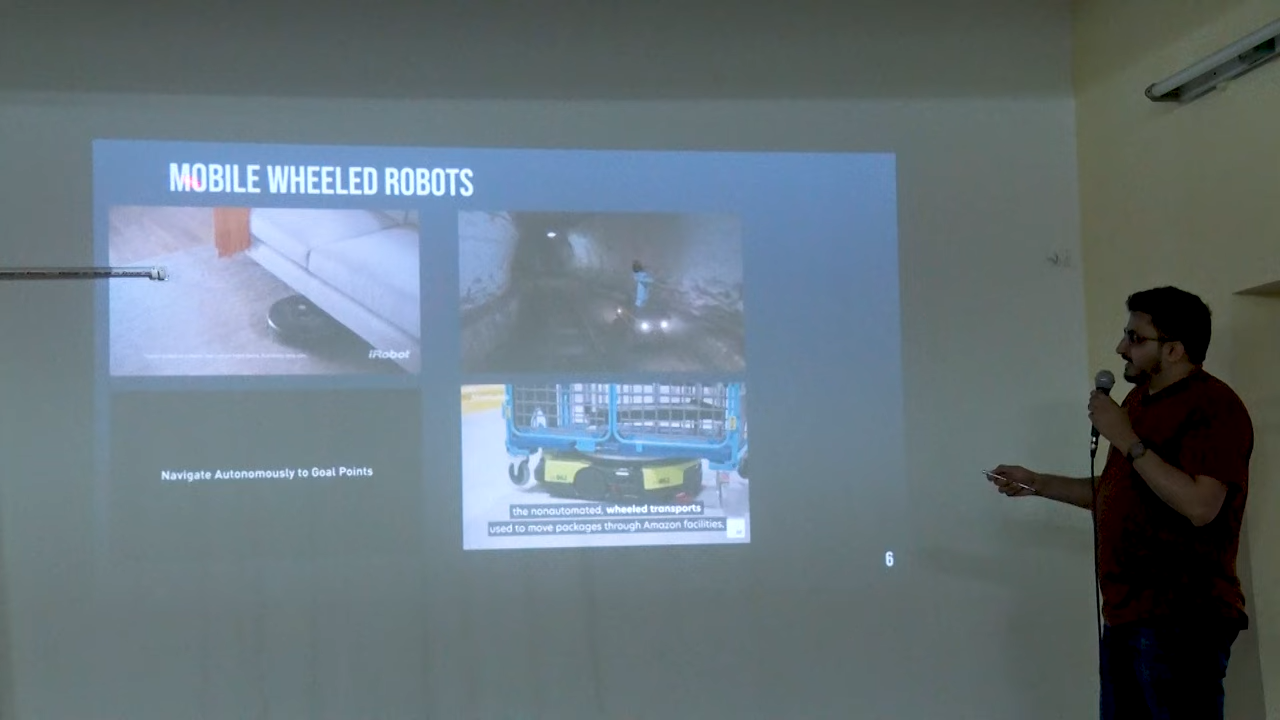 MOBILE WHEELED ROBOTS
iRobot
Navigate Autonomously to Goal Points
the nonautomated, wheeled transports
used to move packages through Amazon facilities,
6